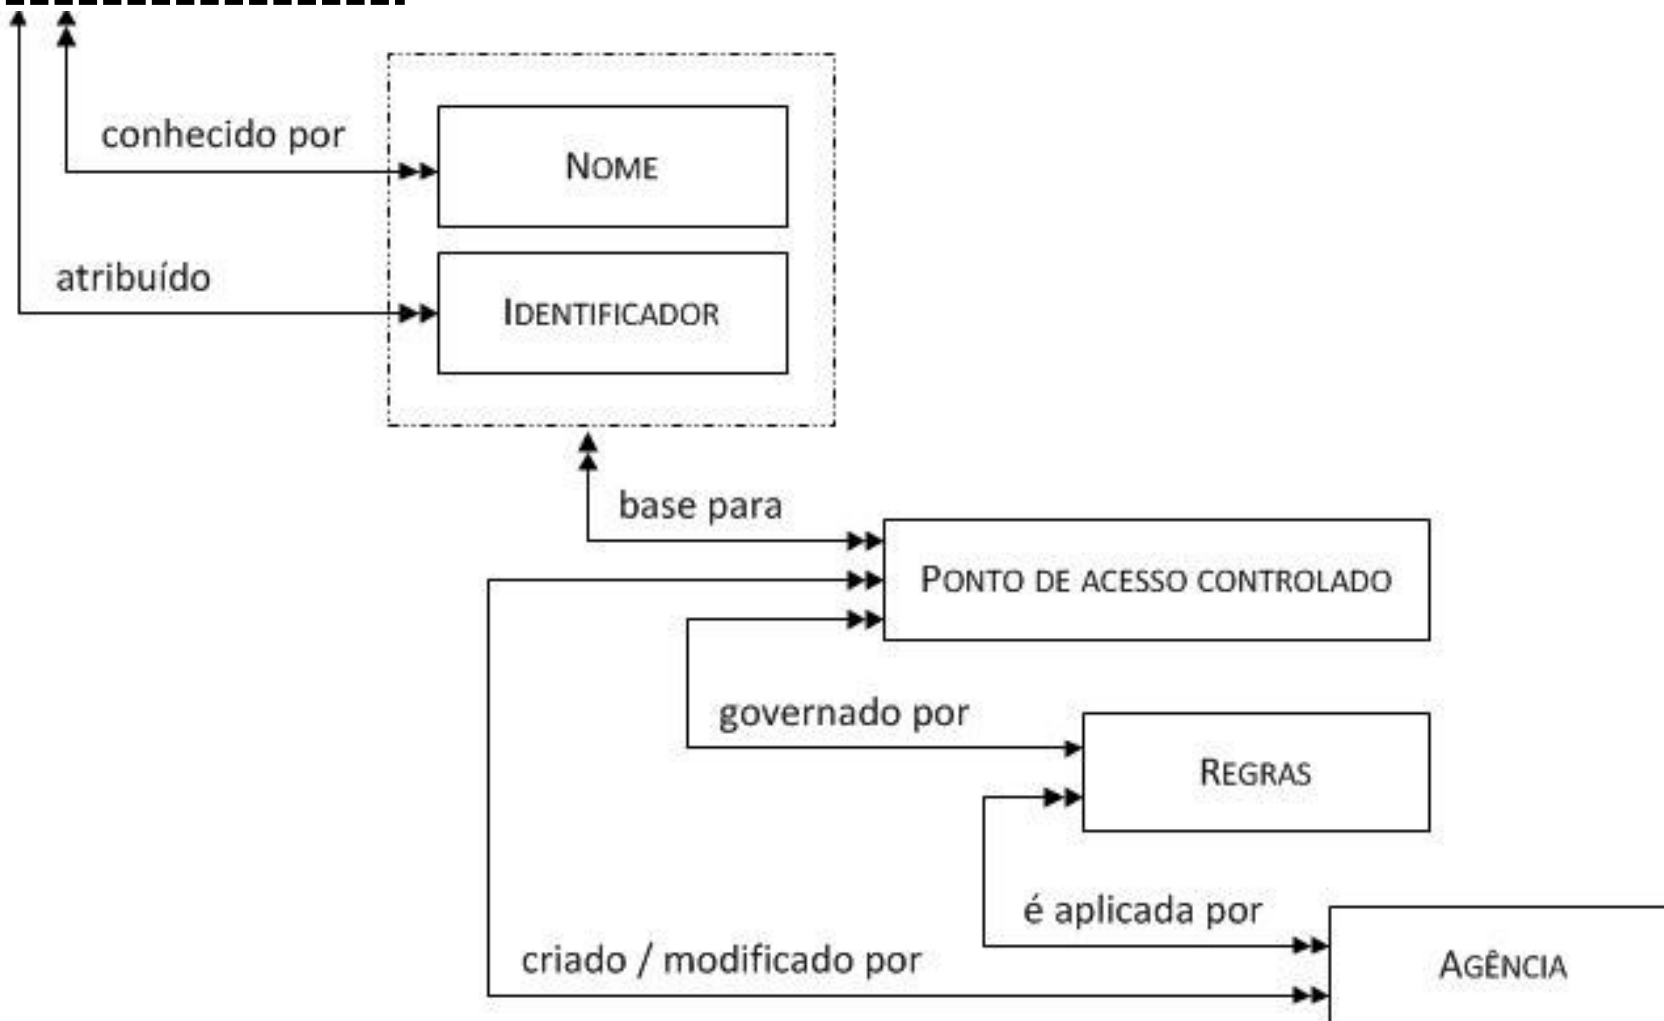 conhecido por
NOME
atribuído
IDENTIFICADOR
base para
PONTO DE ACESSO CONTROLADO
governado por
REGRAS
é aplicada por
criado / modificado por
AGÊNCIA